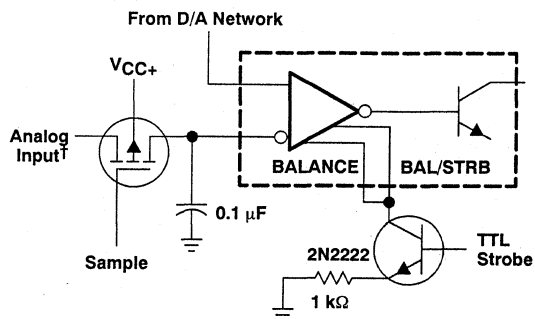 From D/A Network
VCC+
Analog
Input†
BALANCE
BAL/STRB
0.1 µF
Sample
2N2222
TTL
Strobe
1 kΩ